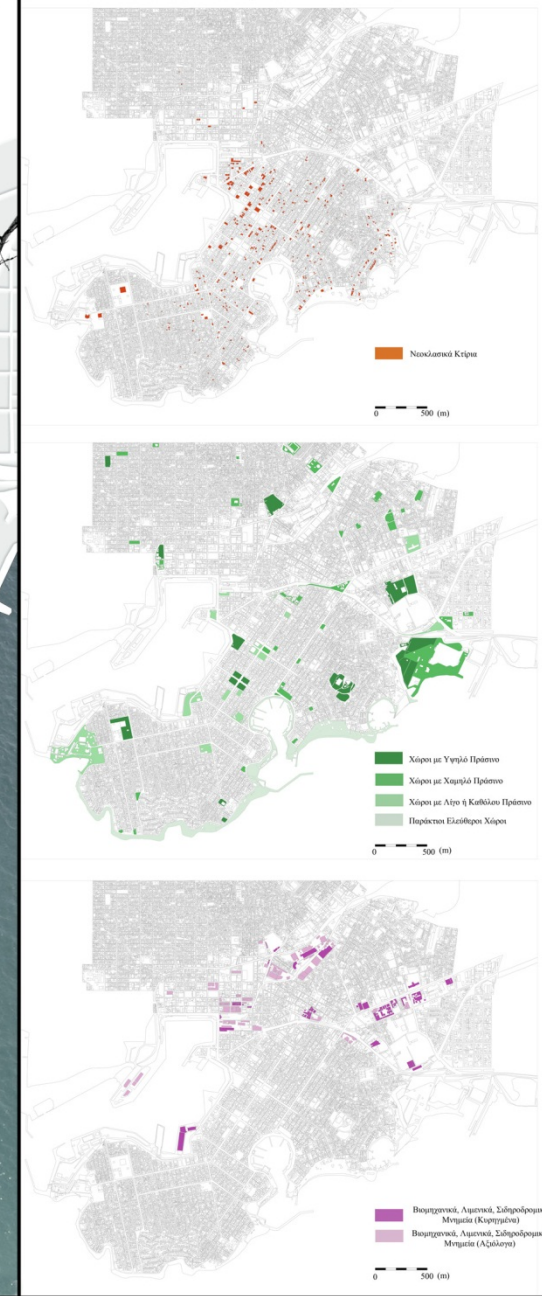 Νεοκλασικά Κτίρια
0 500 (m)
Χώροι με Υψηλό Πράσινο
Χώροι με Χαμηλό Πράσινο
Χώροι με Λίγο ή Καθόλου Πράσινο
Παράκτιοι Ελεύθεροι Χώροι
0 500 (m)
Βιομηχανικά, Λιμενικά, Σιδηροδρομικ
Μνημεία (Κυρηγμένα)
Βιομηχανικά, Λιμενικά, Σιδηροδρομικ
Μνημεία (Αξιόλογα)
0 500 (m)